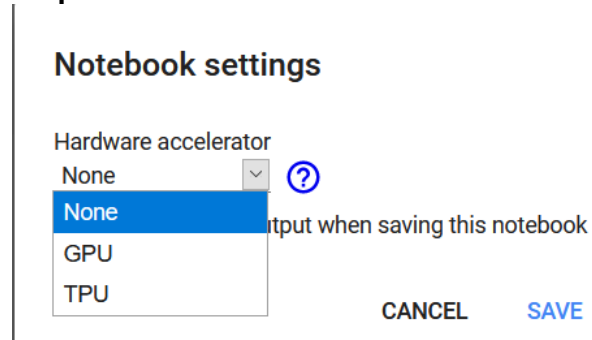 Notebook settings
Hardware accelerator
None
None
when saving this notebook
GPU
TPU
CANCEL SAVE